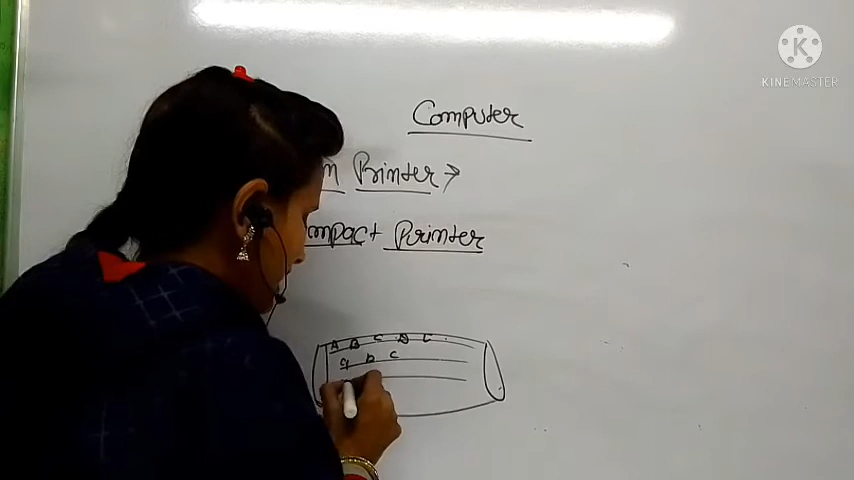 K
KINEMASTER
Computer
Printer →
Printer
A B C D
a b c